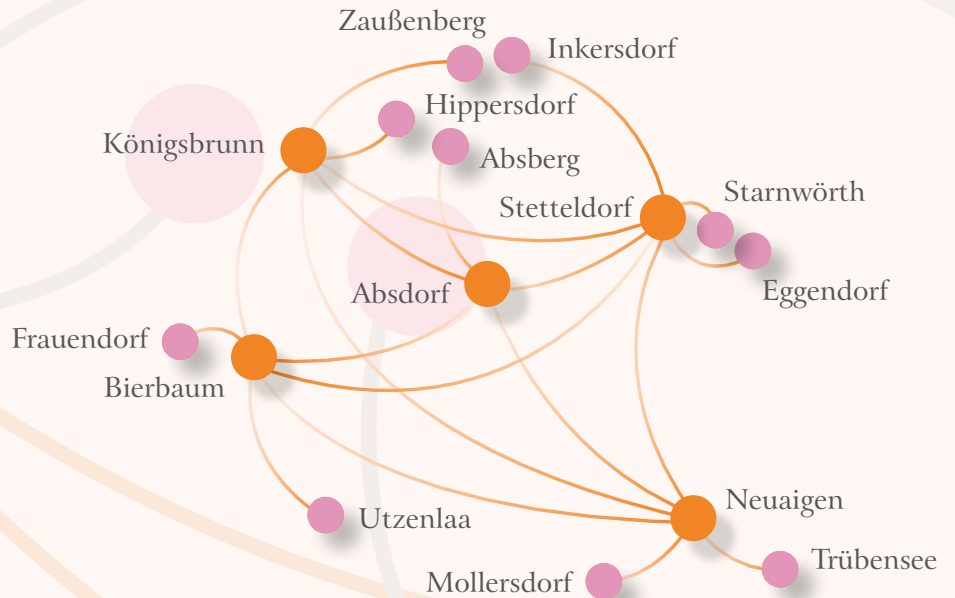 Zaußenberg
Inkersdorf
Hippersdorf
Königsbrunn
Absberg
Starnwörth
Stetteldorf
Eggendorf
Absdorf
Frauendorf
Bierbaum
Neuaigen
Utzenlaa
Trübensee
Mollersdorf